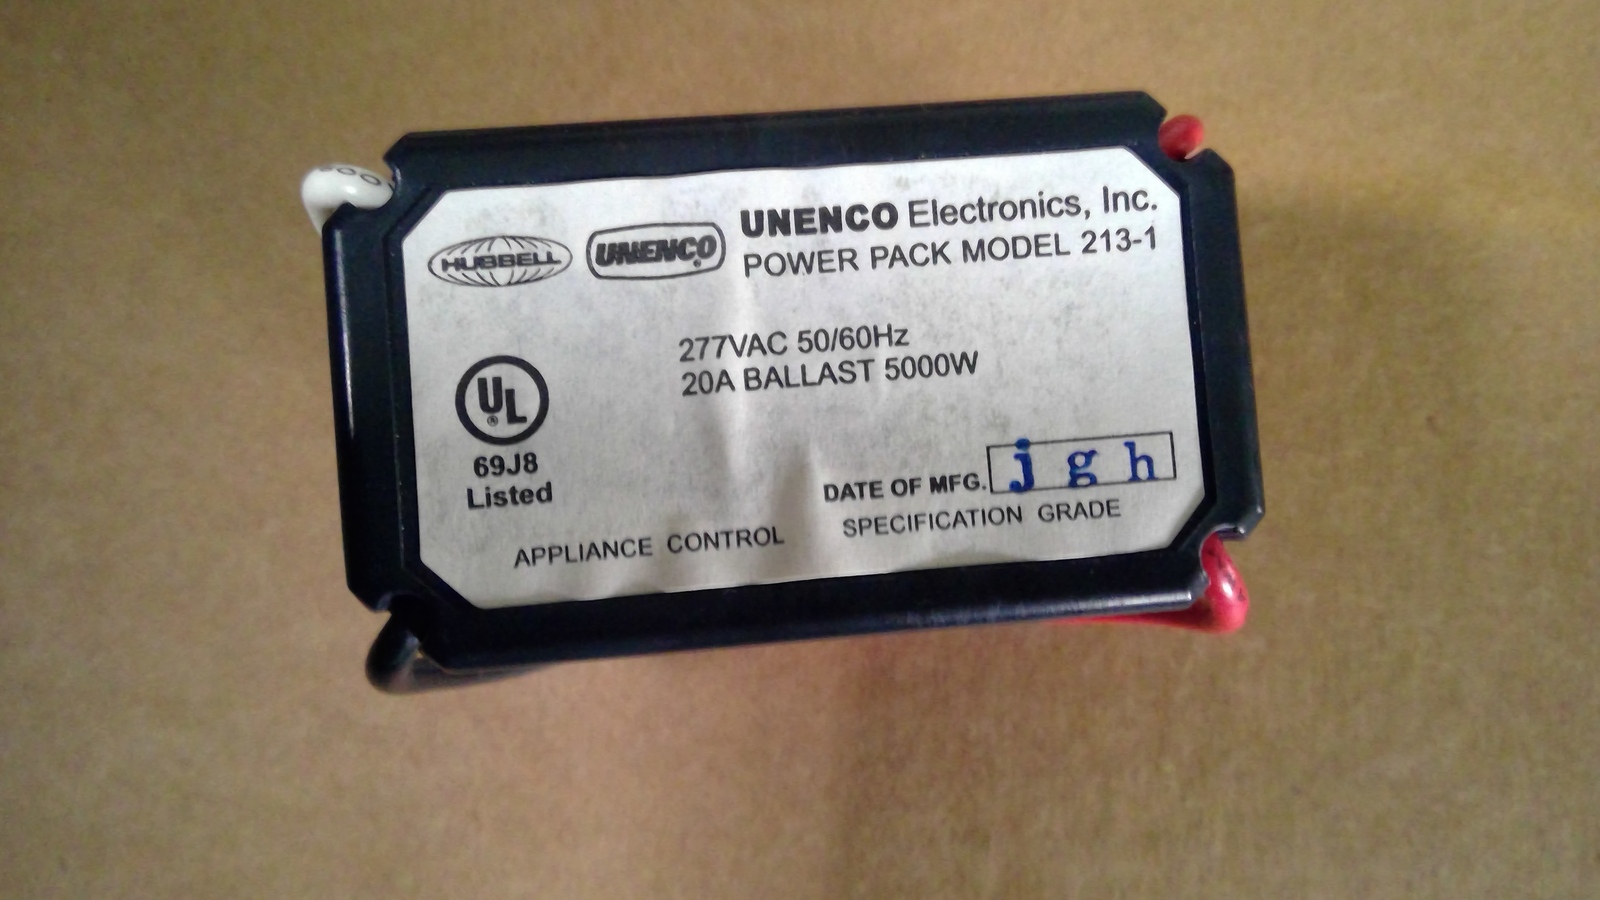 HUBBELL
UNENCO®
UNENCO Electronics, Inc.
POWER PACK MODEL 213-1
277VAC 50/60Hz
20A BALLAST 5000W
UL®
69J8
Listed
DATE OF MFG. j g h
APPLIANCE CONTROL SPECIFICATION GRADE